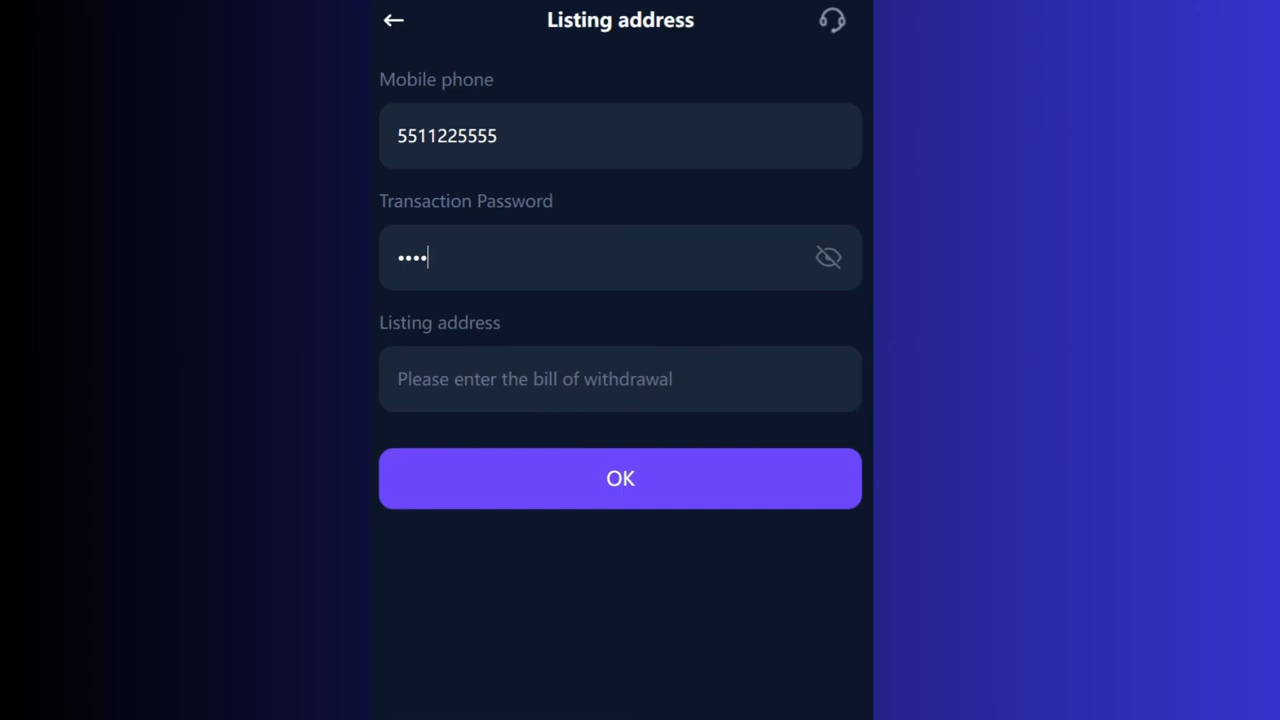 Listing address
Mobile phone
5511225555
Transaction Password
••••
Listing address
Please enter the bill of withdrawal
OK